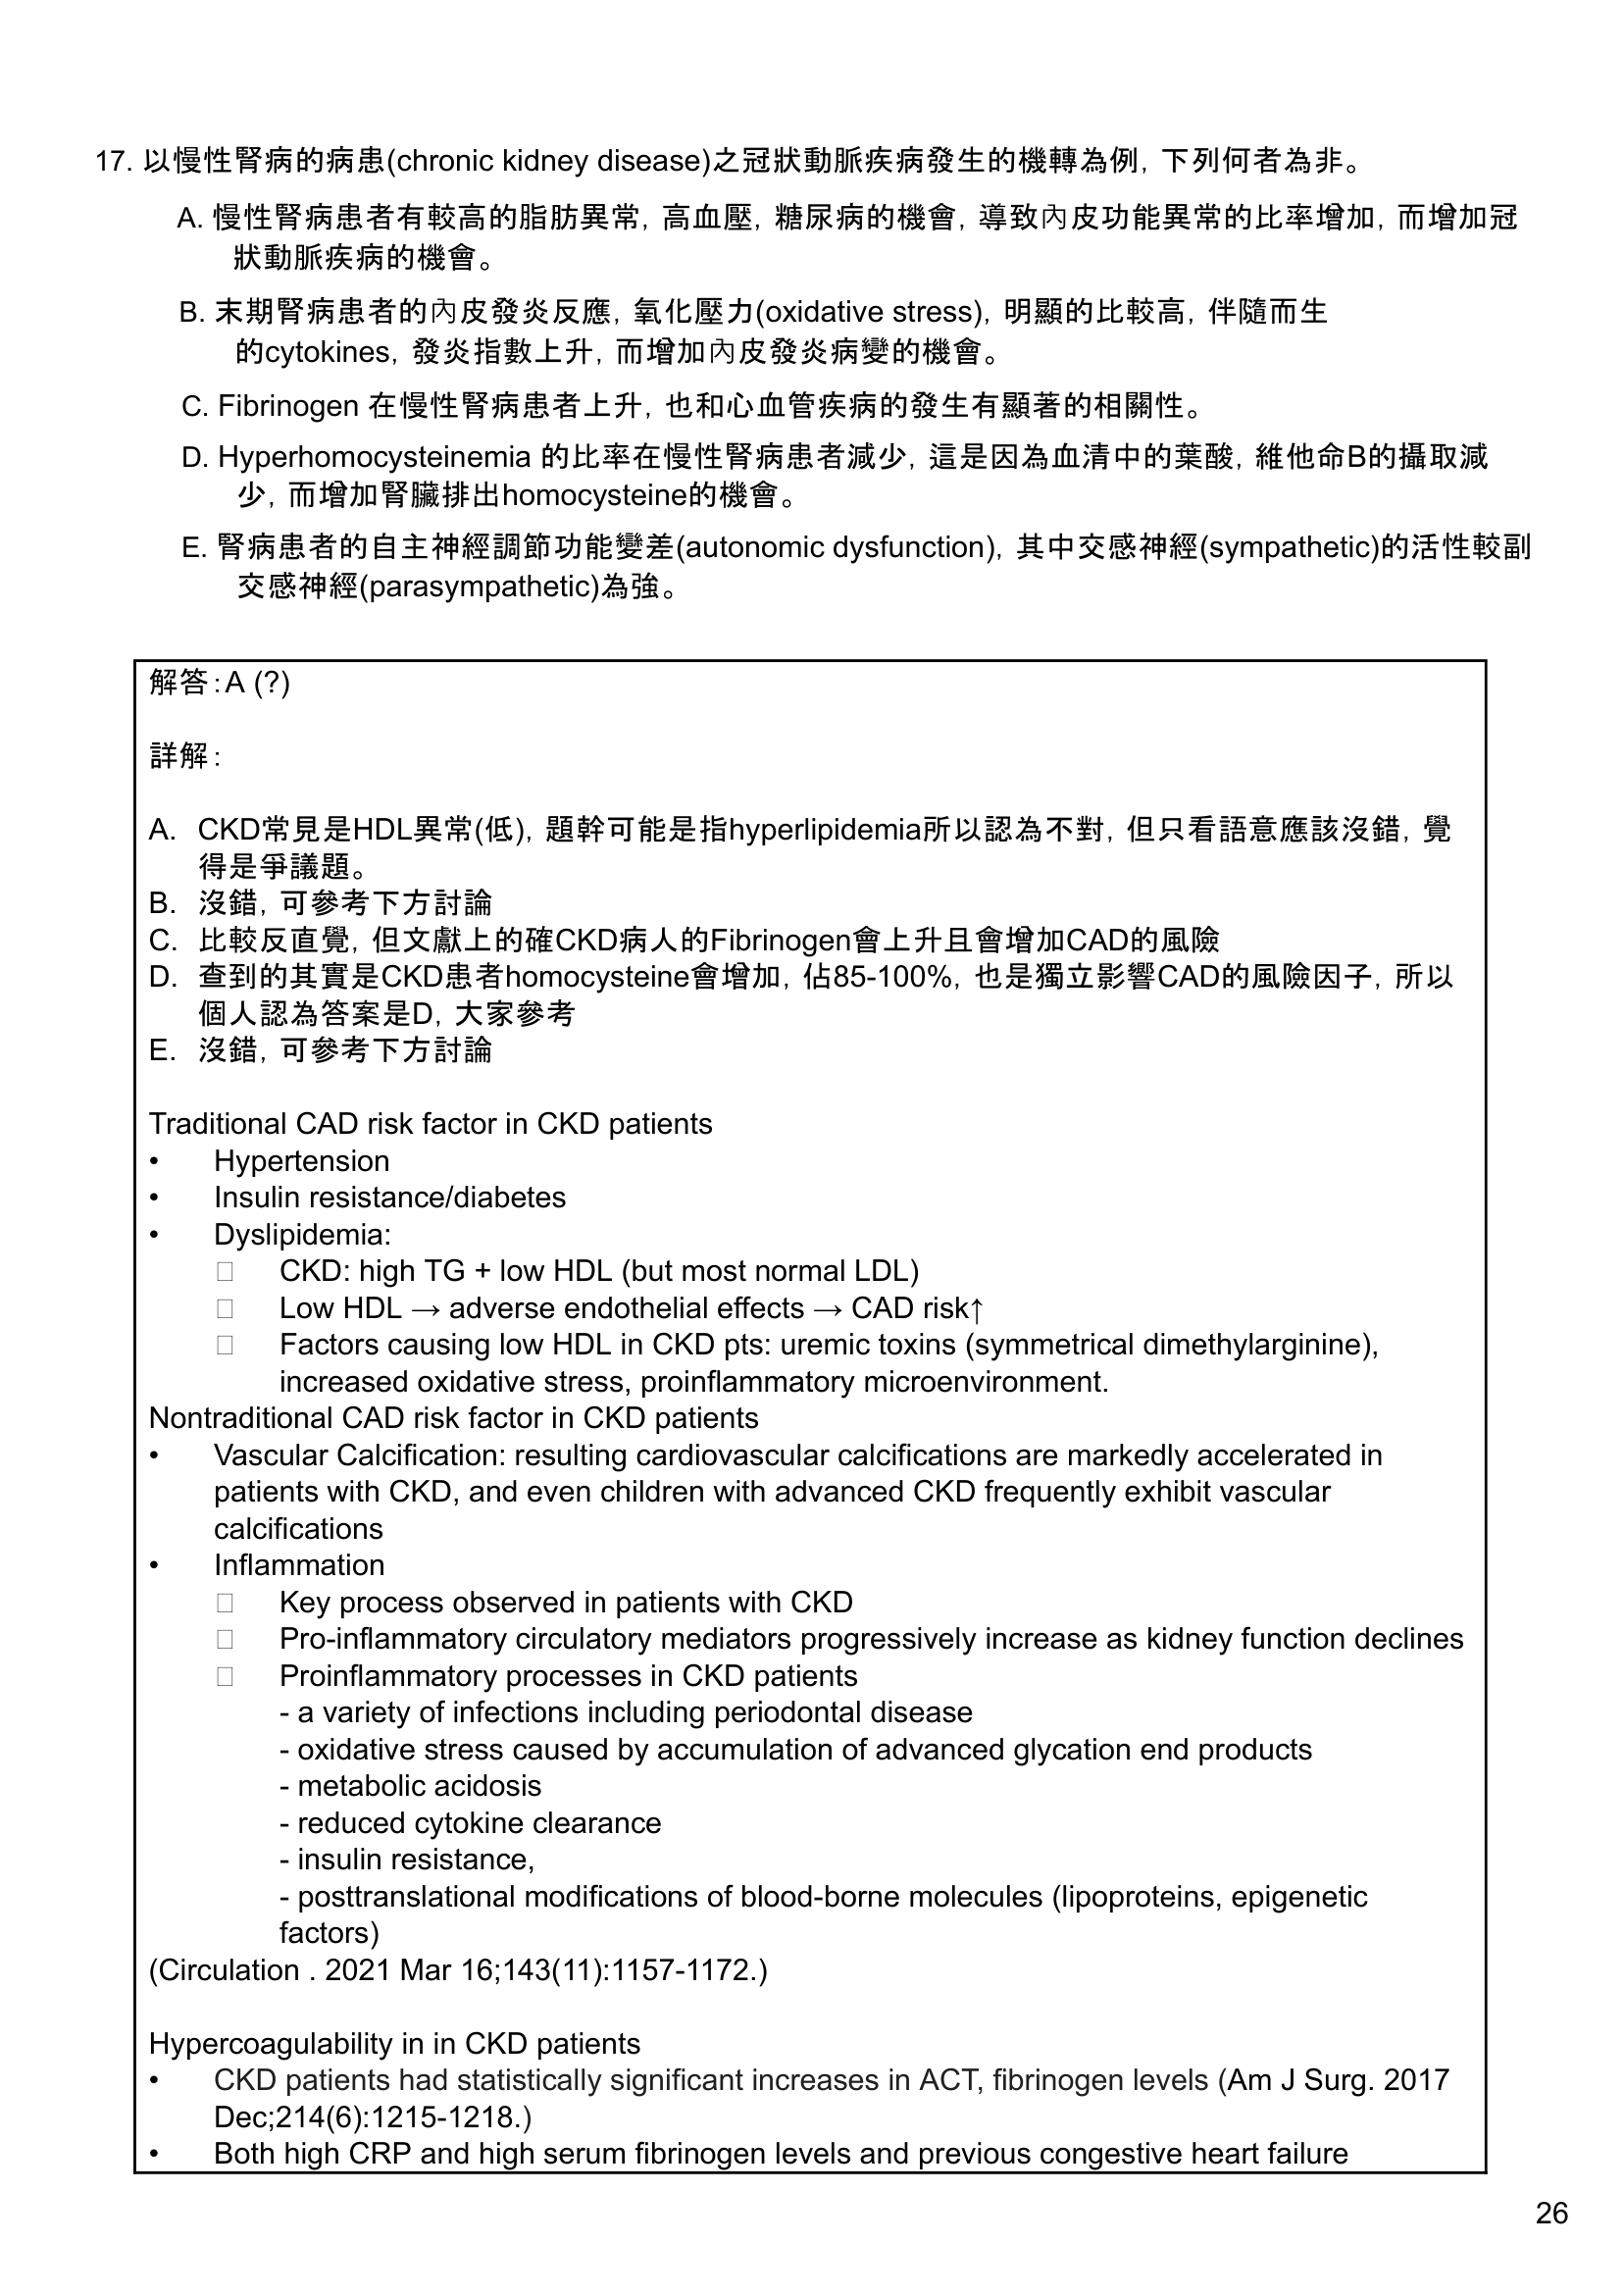 17. 以慢性腎病的病患(chronic kidney disease)之冠狀動脈疾病發生的機轉為例，下列何者為非。
A. 慢性腎病患者有較高的脂肪異常，高血壓，糖尿病的機會，導致內皮功能異常的比率增加，而增加冠
狀動脈疾病的機會。
B. 末期腎病患者的內皮發炎反應，氧化壓力(oxidative stress)，明顯的比較高，伴隨而生
的cytokines，發炎指數上升，而增加內皮發炎病變的機會。
C. Fibrinogen 在慢性腎病患者上升，也和心血管疾病的發生有顯著的相關性。
D. Hyperhomocysteinemia 的比率在慢性腎病患者減少，這是因為血清中的葉酸，維他命B的攝取減
少，而增加腎臟排出homocysteine的機會。
E. 腎病患者的自主神經調節功能變差(autonomic dysfunction)，其中交感神經(sympathetic)的活性較副
交感神經(parasympathetic)為強。
解答：A (?)
詳解：
A. CKD常見是HDL異常(低)，題幹可能是指hyperlipidemia所以認為不對，但只看語意應該沒錯，覺
得是爭議題。
B. 沒錯，可參考下方討論
C. 比較反直覺，但文獻上的確CKD病人的Fibrinogen會上升且會增加CAD的風險
D. 查到的其實是CKD患者homocysteine會增加，佔85-100%，也是獨立影響CAD的風險因子，所以
個人認為答案是D，大家參考
E. 沒錯，可參考下方討論
Traditional CAD risk factor in CKD patients
• Hypertension
• Insulin resistance/diabetes
• Dyslipidemia:
□ CKD: high TG + low HDL (but most normal LDL)
□ Low HDL → adverse endothelial effects → CAD risk↑
□ Factors causing low HDL in CKD pts: uremic toxins (symmetrical dimethylarginine),
increased oxidative stress, proinflammatory microenvironment.
Nontraditional CAD risk factor in CKD patients
• Vascular Calcification: resulting cardiovascular calcifications are markedly accelerated in
patients with CKD, and even children with advanced CKD frequently exhibit vascular
calcifications
• Inflammation
□ Key process observed in patients with CKD
□ Pro-inflammatory circulatory mediators progressively increase as kidney function declines
□ Proinflammatory processes in CKD patients
- a variety of infections including periodontal disease
- oxidative stress caused by accumulation of advanced glycation end products
- metabolic acidosis
- reduced cytokine clearance
- insulin resistance,
- posttranslational modifications of blood-borne molecules (lipoproteins, epigenetic
factors)
(Circulation . 2021 Mar 16;143(11):1157-1172.)
Hypercoagulability in in CKD patients
• CKD patients had statistically significant increases in ACT, fibrinogen levels (Am J Surg. 2017
Dec;214(6):1215-1218.)
• Both high CRP and high serum fibrinogen levels and previous congestive heart failure
26